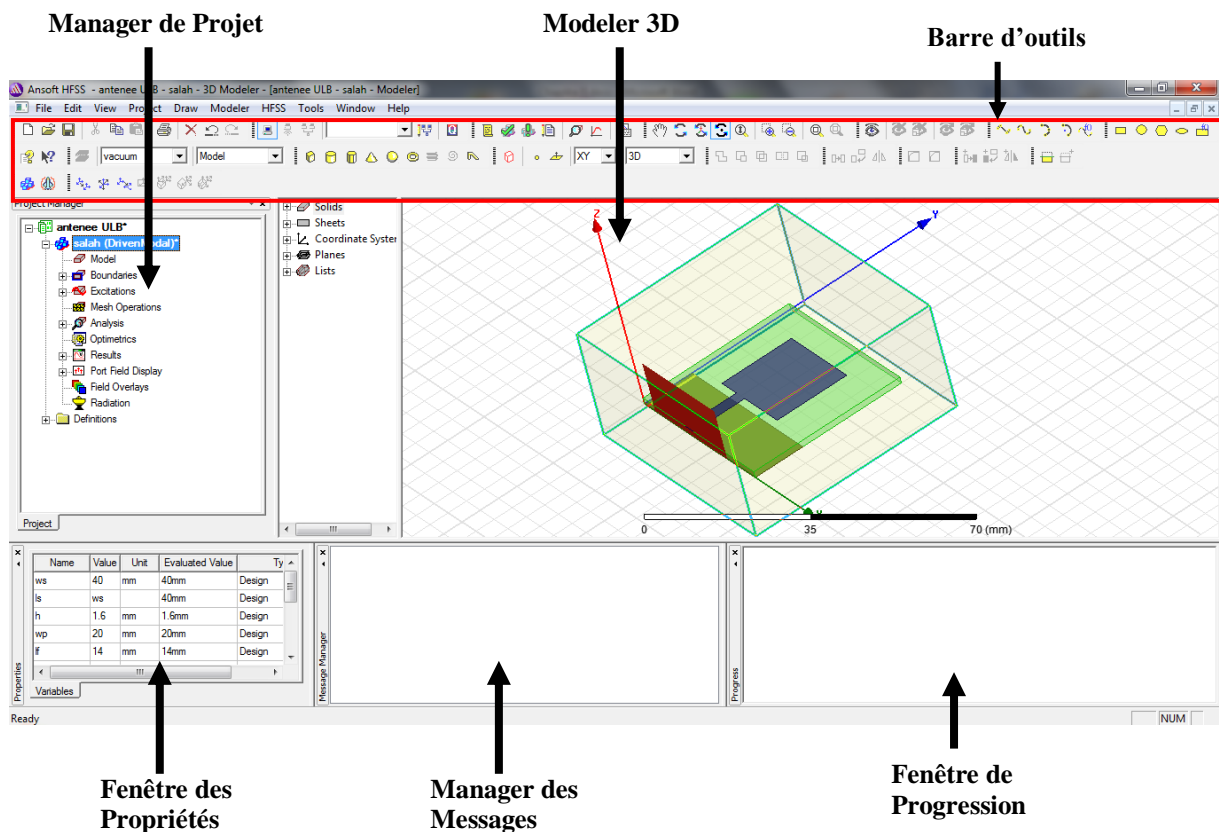 Manager de Projet
Modeler 3D
Barre d’outils
Ansoft HFSS - antenee ULB - salah - 3D Modeler - [antenee ULB - salah - Modeler]
File Edit View Project Draw Modeler HFSS Tools Window Help
vacuum
Model
XY
3D
Project Manager
antenee ULB*
salah (DrivenModal)*
Model
Boundaries
Excitations
Mesh Operations
Analysis
Optimetrics
Results
Port Field Display
Field Overlays
Radiation
Definitions
Project
Solids
Sheets
Coordinate Syster
Planes
Lists
Z
Y
0 35 70 (mm)
Name Value Unit Evaluated Value Ty
ws 40 mm 40mm Design
ls ws 40mm Design
h 1.6 mm 1.6mm Design
wp 20 mm 20mm Design
lf 14 mm 14mm Design
Variables
Properties
Message Manager
Progress
Ready
NUM
Fenêtre des
Propriétés
Manager des
Messages
Fenêtre de
Progression